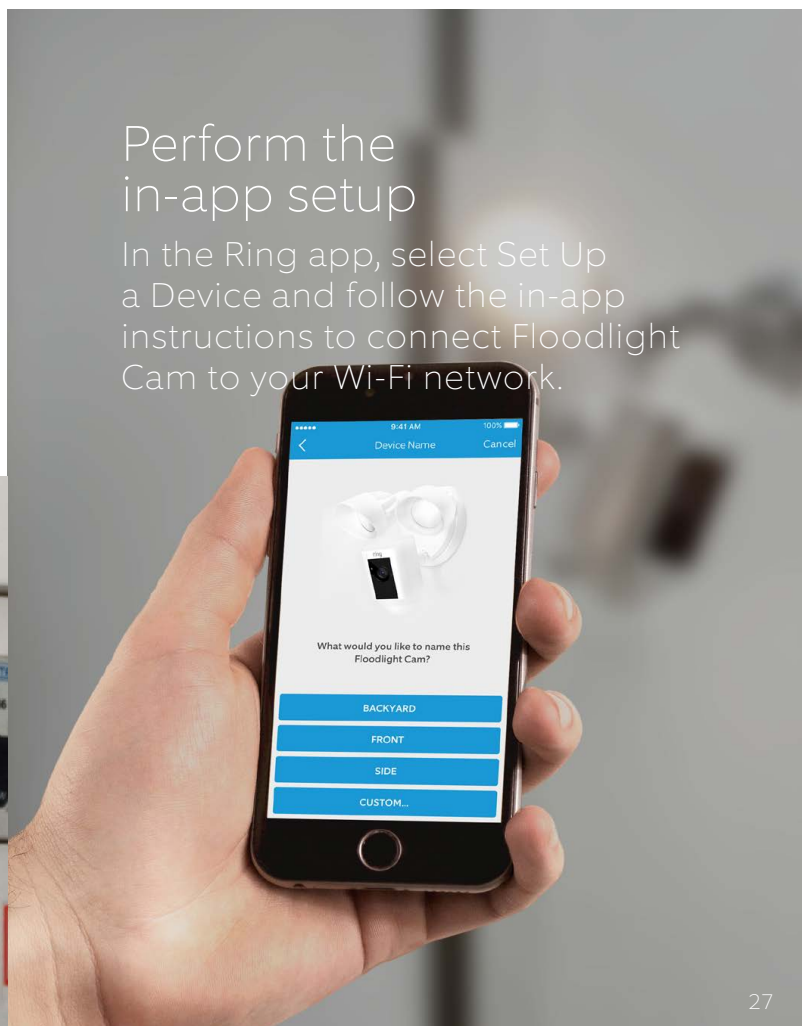 Perform the
in-app setup
In the Ring app, select Set Up
a Device and follow the in-app
instructions to connect Floodlight
Cam to your Wi-Fi network.
9:41 AM
100%
Device Name
Cancel
ring
What would you like to name this
Floodlight Cam?
BACKYARD
FRONT
SIDE
CUSTOM...
27